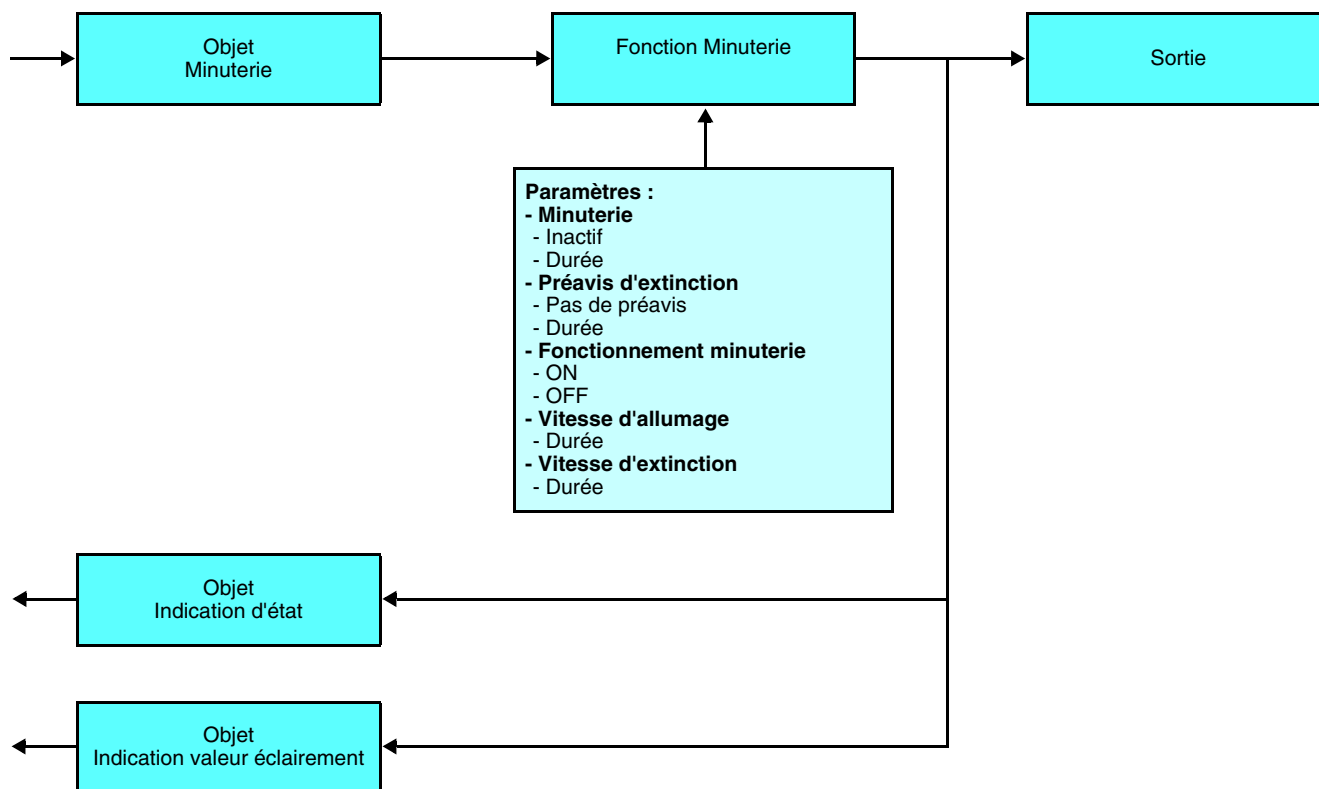 Objet
Minuterie
Fonction Minuterie
Sortie
Paramètres :
- Minuterie
- Inactif
- Durée
- Préavis d'extinction
- Pas de préavis
- Durée
- Fonctionnement minuterie
- ON
- OFF
- Vitesse d'allumage
- Durée
- Vitesse d'extinction
- Durée
Objet
Indication d'état
Objet
Indication valeur éclairement